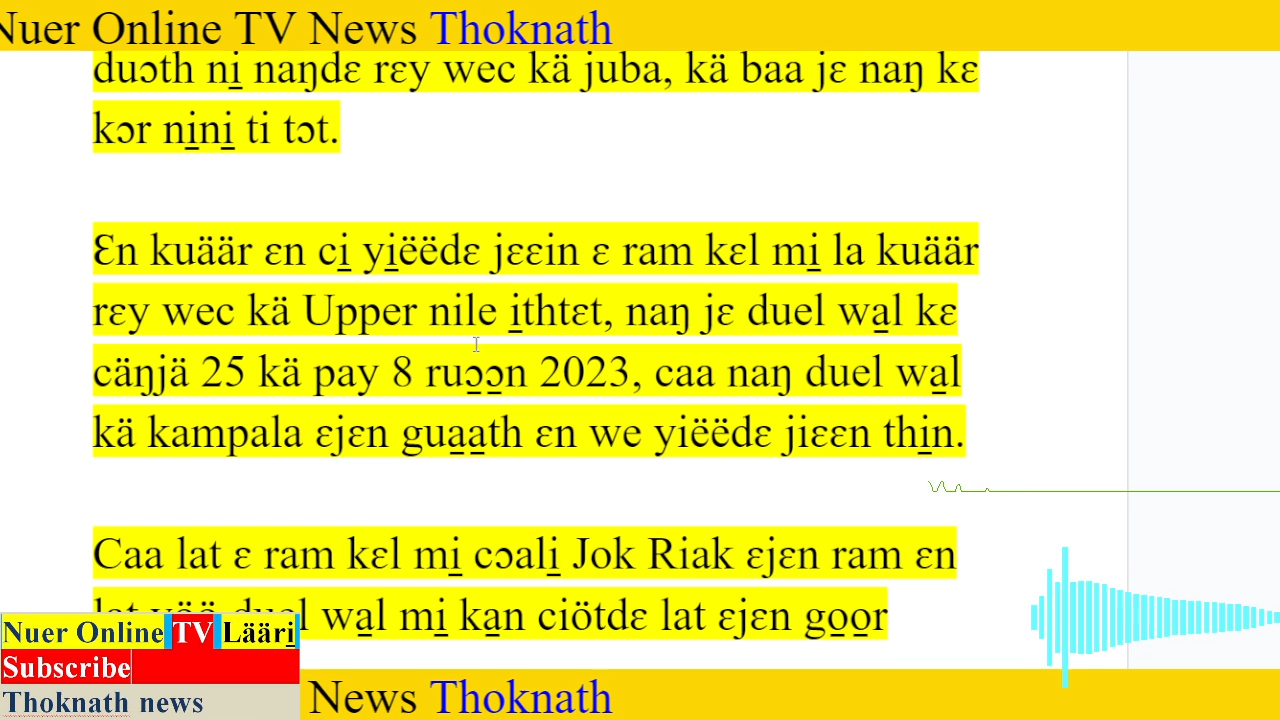 Nuer Online TV News Thoknath
duɔth ni̱ naŋdɛ rɛy wec kä juba, kä baa jɛ naŋ kɛ
kɔr ni̱ni̱ ti tɔt.
Ɛn kuäär ɛn ci̱ yi̱ëëdɛ jɛɛin ɛ ram kɛl mi̱ la kuäär
rɛy wec kä Upper nile i̱thtɛt, naŋ jɛ duel wa̱l kɛ
cäŋjä 25 kä pay 8 ruɔ̱ɔ̱n 2023, caa naŋ duel wa̱l
kä kampala ɛjɛn gua̱a̱th ɛn we yiëëdɛ jiɛɛn thi̱n.
Caa lat ɛ ram kɛl mi̱ cɔali̱ Jok Riak ɛjɛn ram ɛn
wa̱l mi̱ ka̱n ciötdɛ lat ɛjɛn go̱o̱r
Nuer Online TV Lääri̱
Subscribe
Thoknath news
News Thoknath